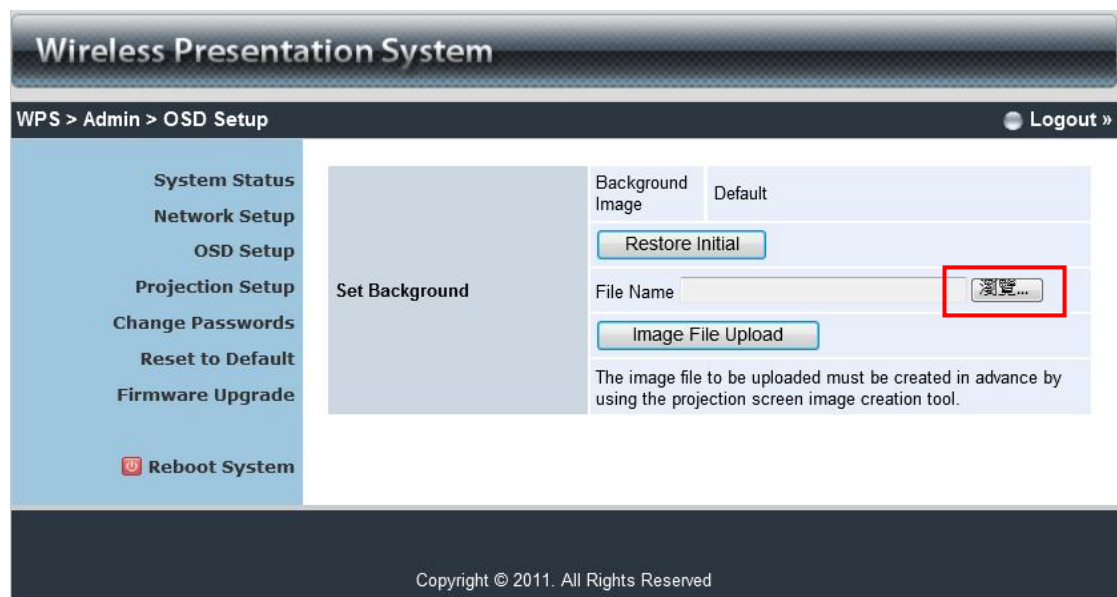 Wireless Presentation System
WPS > Admin > OSD Setup
Logout »
System Status
Network Setup
OSD Setup
Projection Setup
Change Passwords
Reset to Default
Firmware Upgrade
Reboot System
Set Background
Background
Image
Default
Restore Initial
File Name
瀏覽...
Image File Upload
The image file to be uploaded must be created in advance by
using the projection screen image creation tool.
Copyright © 2011. All Rights Reserved